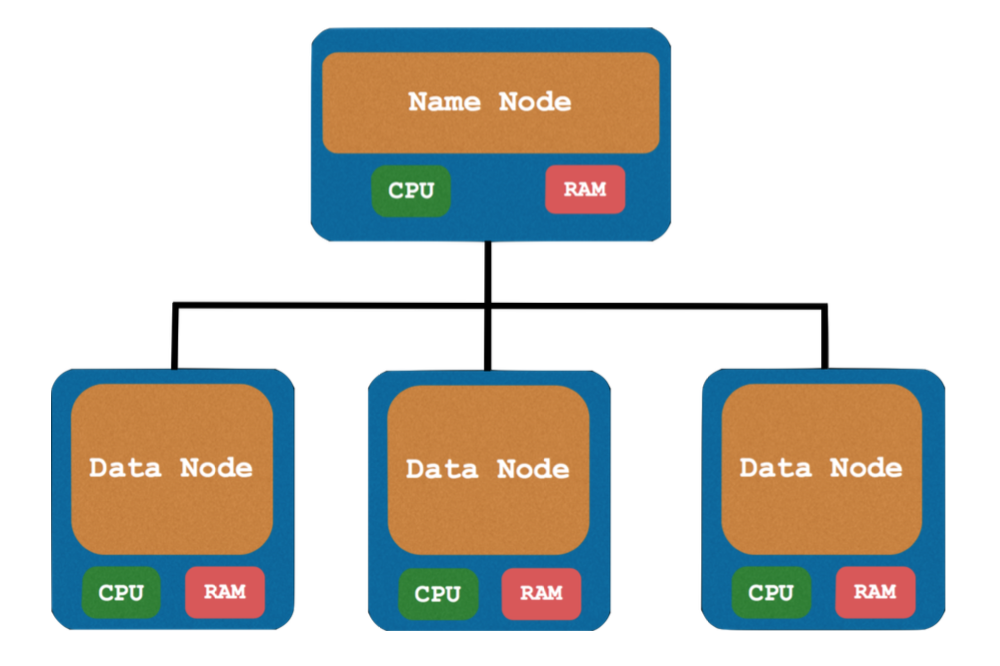 Name Node
CPU RAM
Data Node Data Node Data Node
CPU RAM CPU RAM CPU RAM